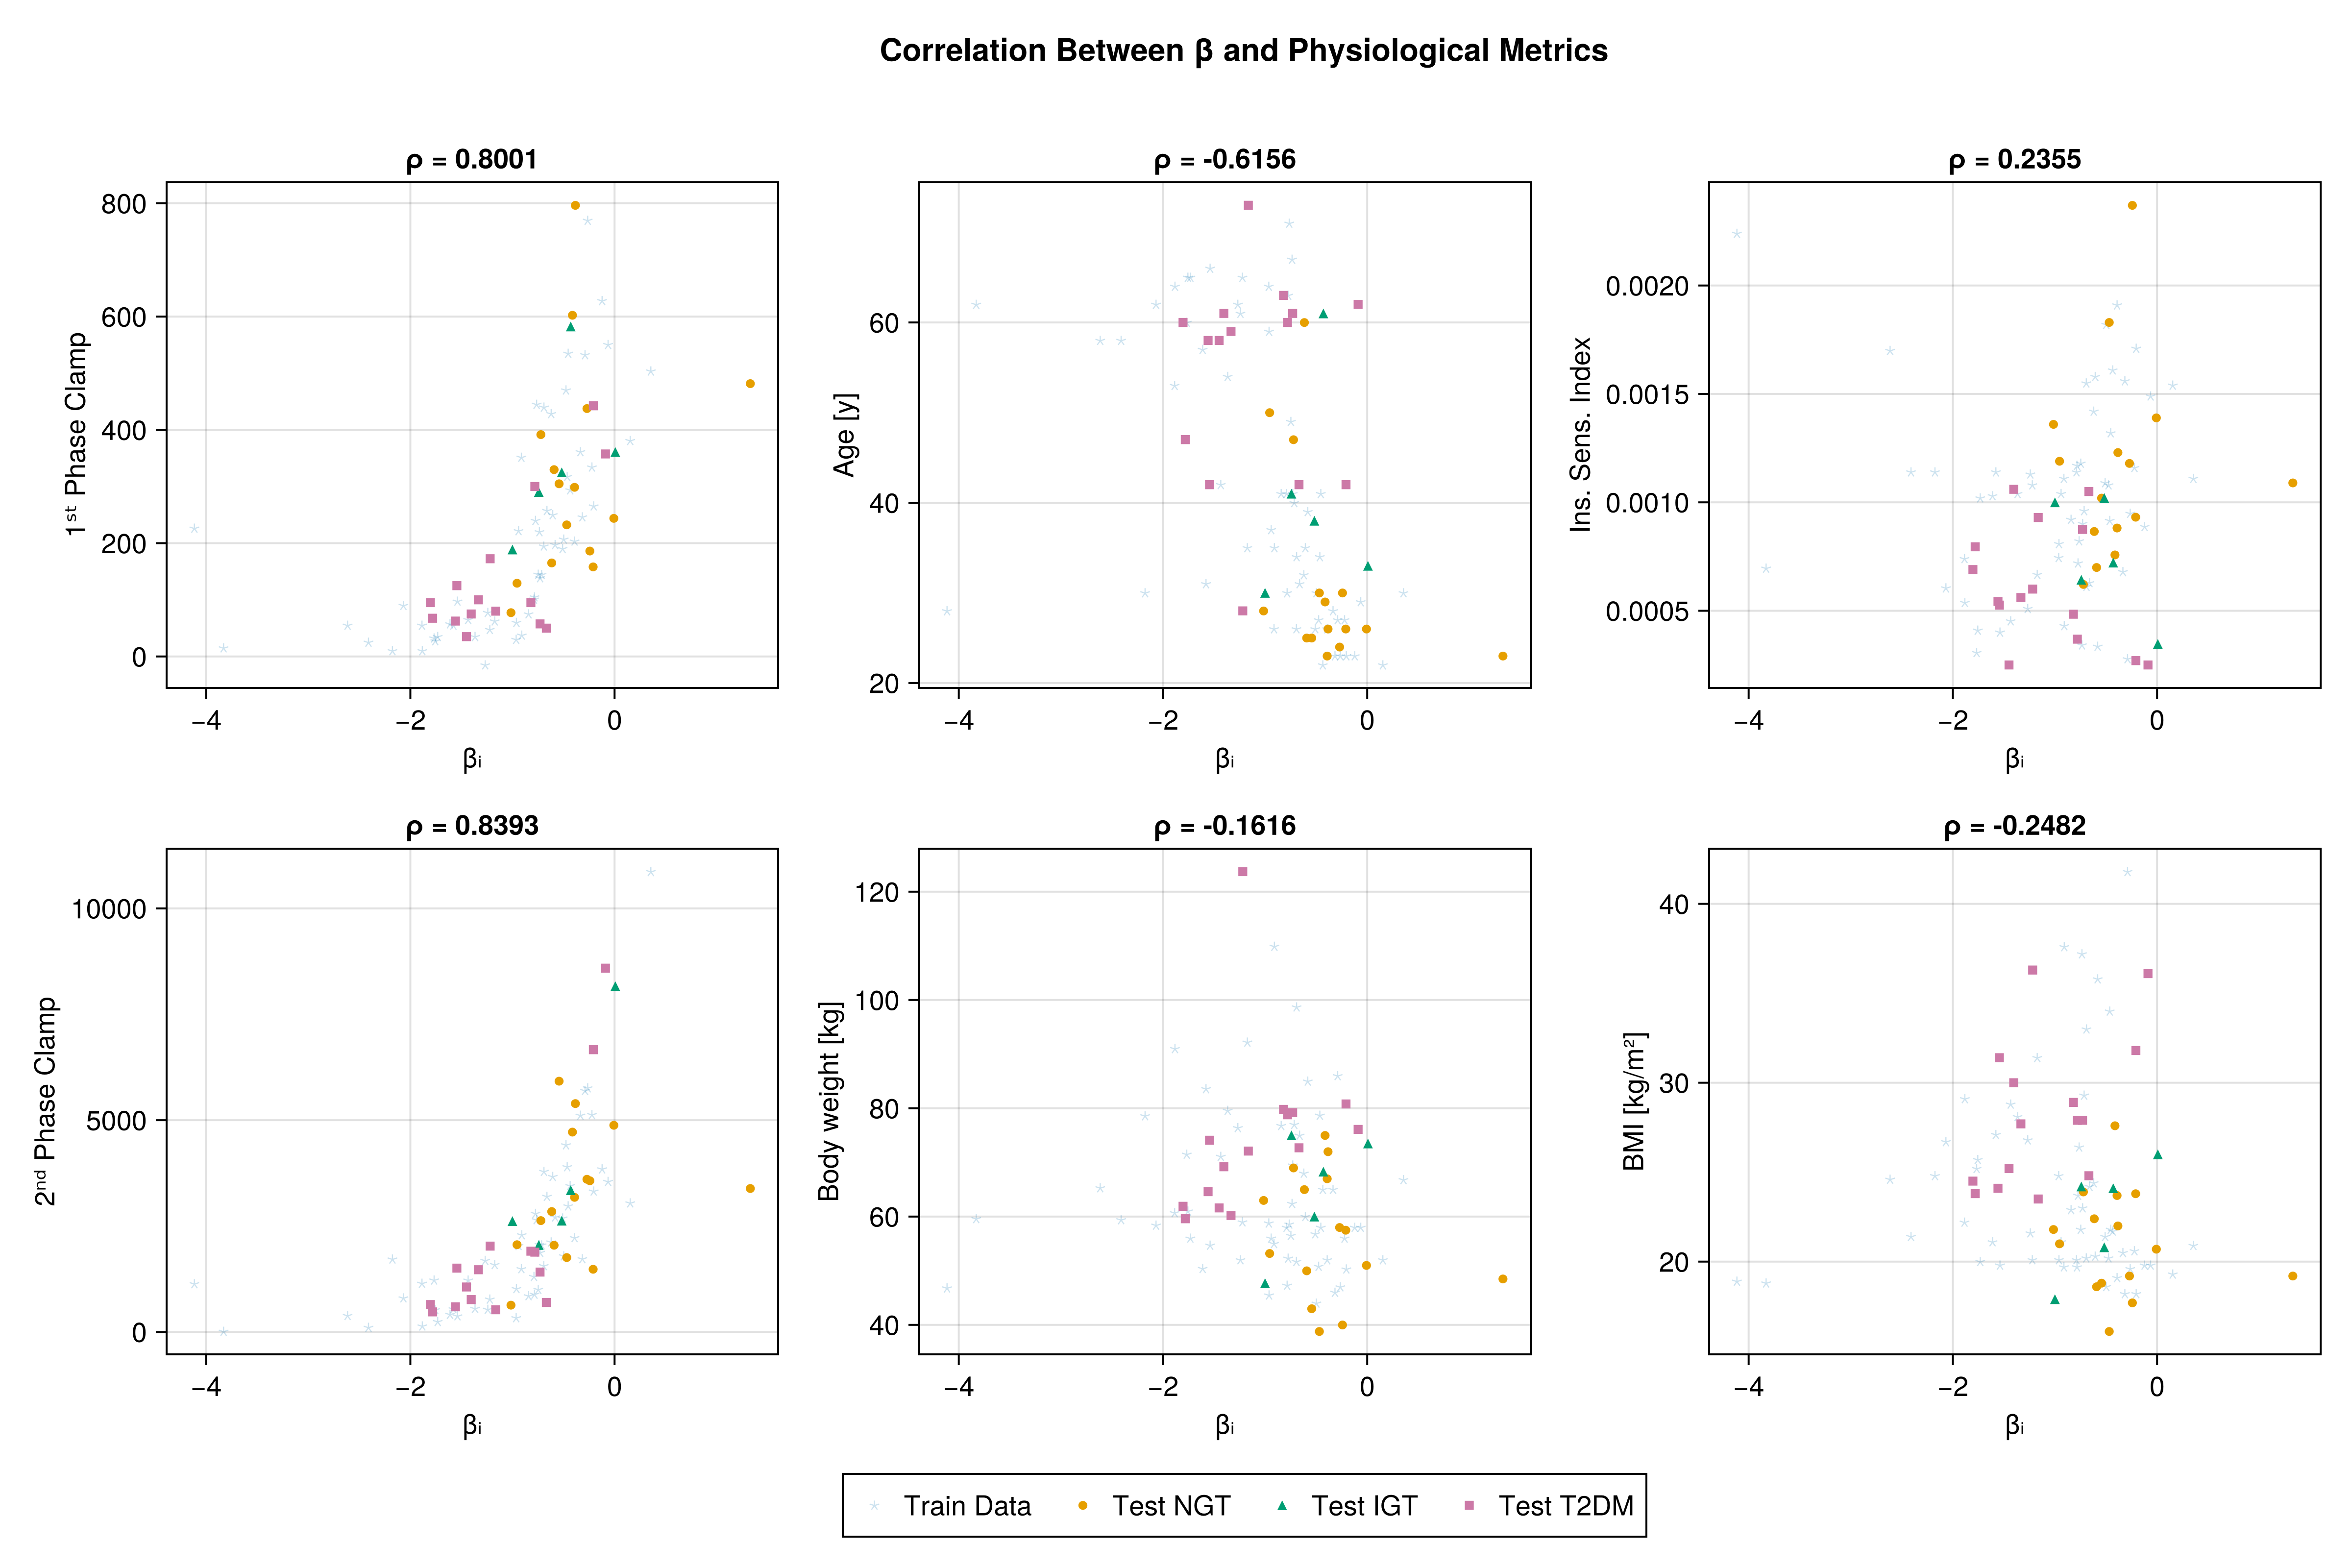 Correlation Between β and Physiological Metrics
ρ = 0.8001
1ˢᵗ Phase Clamp
800
600
400
200
0
−4 −2 0
βᵢ
ρ = -0.6156
Age [y]
60
40
20
−4 −2 0
βᵢ
ρ = 0.2355
Ins. Sens. Index
0.0020
0.0015
0.0010
0.0005
−4 −2 0
βᵢ
ρ = 0.8393
2ⁿᵈ Phase Clamp
10000
5000
0
−4 −2 0
βᵢ
ρ = -0.1616
Body weight [kg]
120
100
80
60
40
−4 −2 0
βᵢ
ρ = -0.2482
BMI [kg/m²]
40
30
20
−4 −2 0
βᵢ
Train Data Test NGT Test IGT Test T2DM